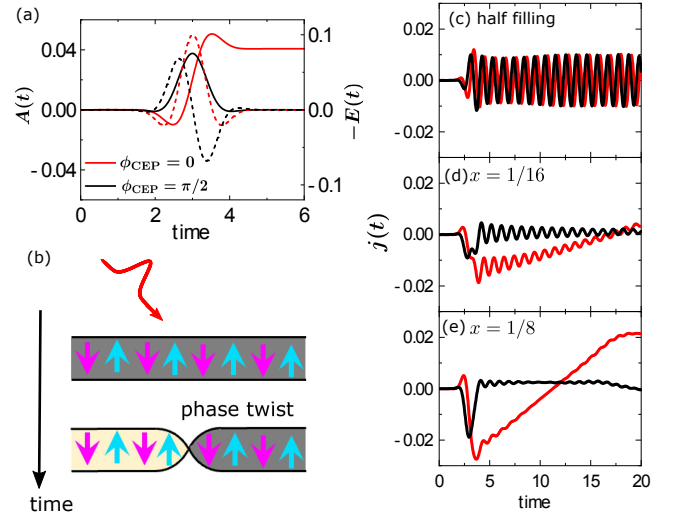 (a)
0.04
0.00
-0.04
A(t)
0.1
0.0
-0.1
−E(t)
ϕCEP = 0
ϕCEP = π/2
0 2 4 6
time
(b)
phase twist
time
(c) half filling
0.02
0.00
-0.02
(d) x = 1/16
0.02
0.00
-0.02
j(t)
(e) x = 1/8
0.02
0.00
-0.02
0 5 10 15 20
time